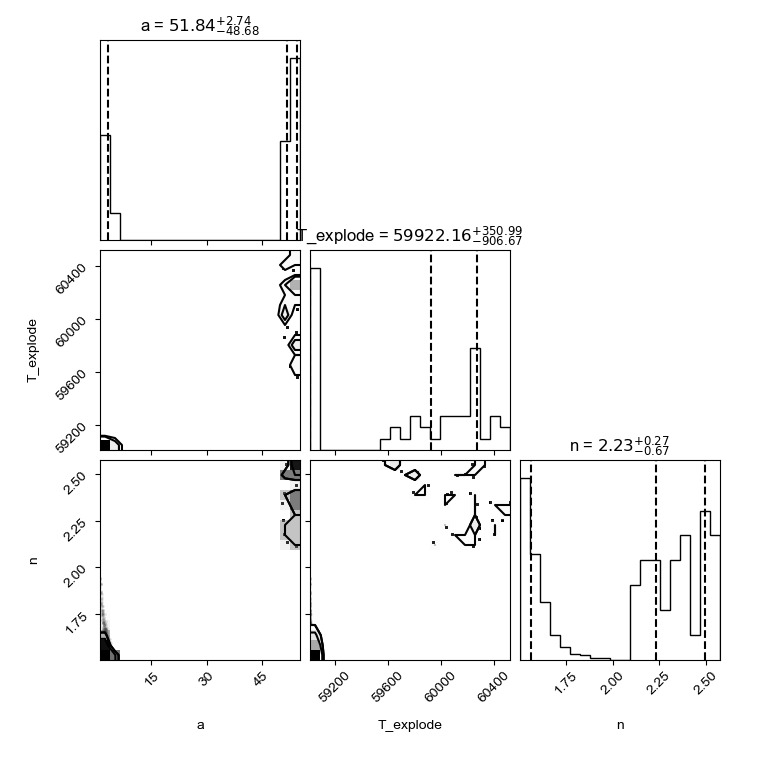 a = 51.84+2.74−48.68
T_explode = 59922.16+350.99−906.67
60400
60000
59600
59200
T_explode
n = 2.23+0.27−0.67
2.50
2.25
2.00
1.75
n
15
30
45
59200
59600
60000
60400
1.75
2.00
2.25
2.50
a
T_explode
n